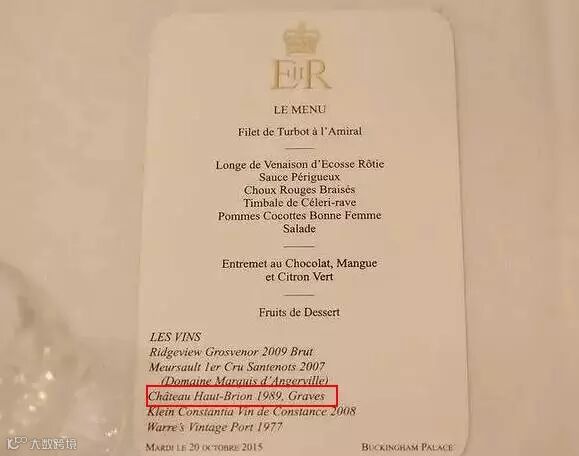 EIIR
LE MENU
Filet de Turbot à l'Amiral
Longe de Venaison d'Ecosse Rôtie
Sauce Périgueux
Choux Rouges Braisés
Timbale de Céleri-rave
Pommes Cocottes Bonne Femme
Salade
Entremet au Chocolat, Mangue
et Citron Vert
Fruits de Dessert
LES VINS
Ridgeview Grosvenor 2009 Brut
Meursault 1er Cru Santenots 2007
(Domaine Marquis d'Angerville)
Château Haut-Brion 1989, Graves
Klein Constantia Vin de Constance 2008
Warre's Vintage Port 1977
MARDI LE 20 OCTOBRE 2015 BUCKINGHAM PALACE
大数跨境